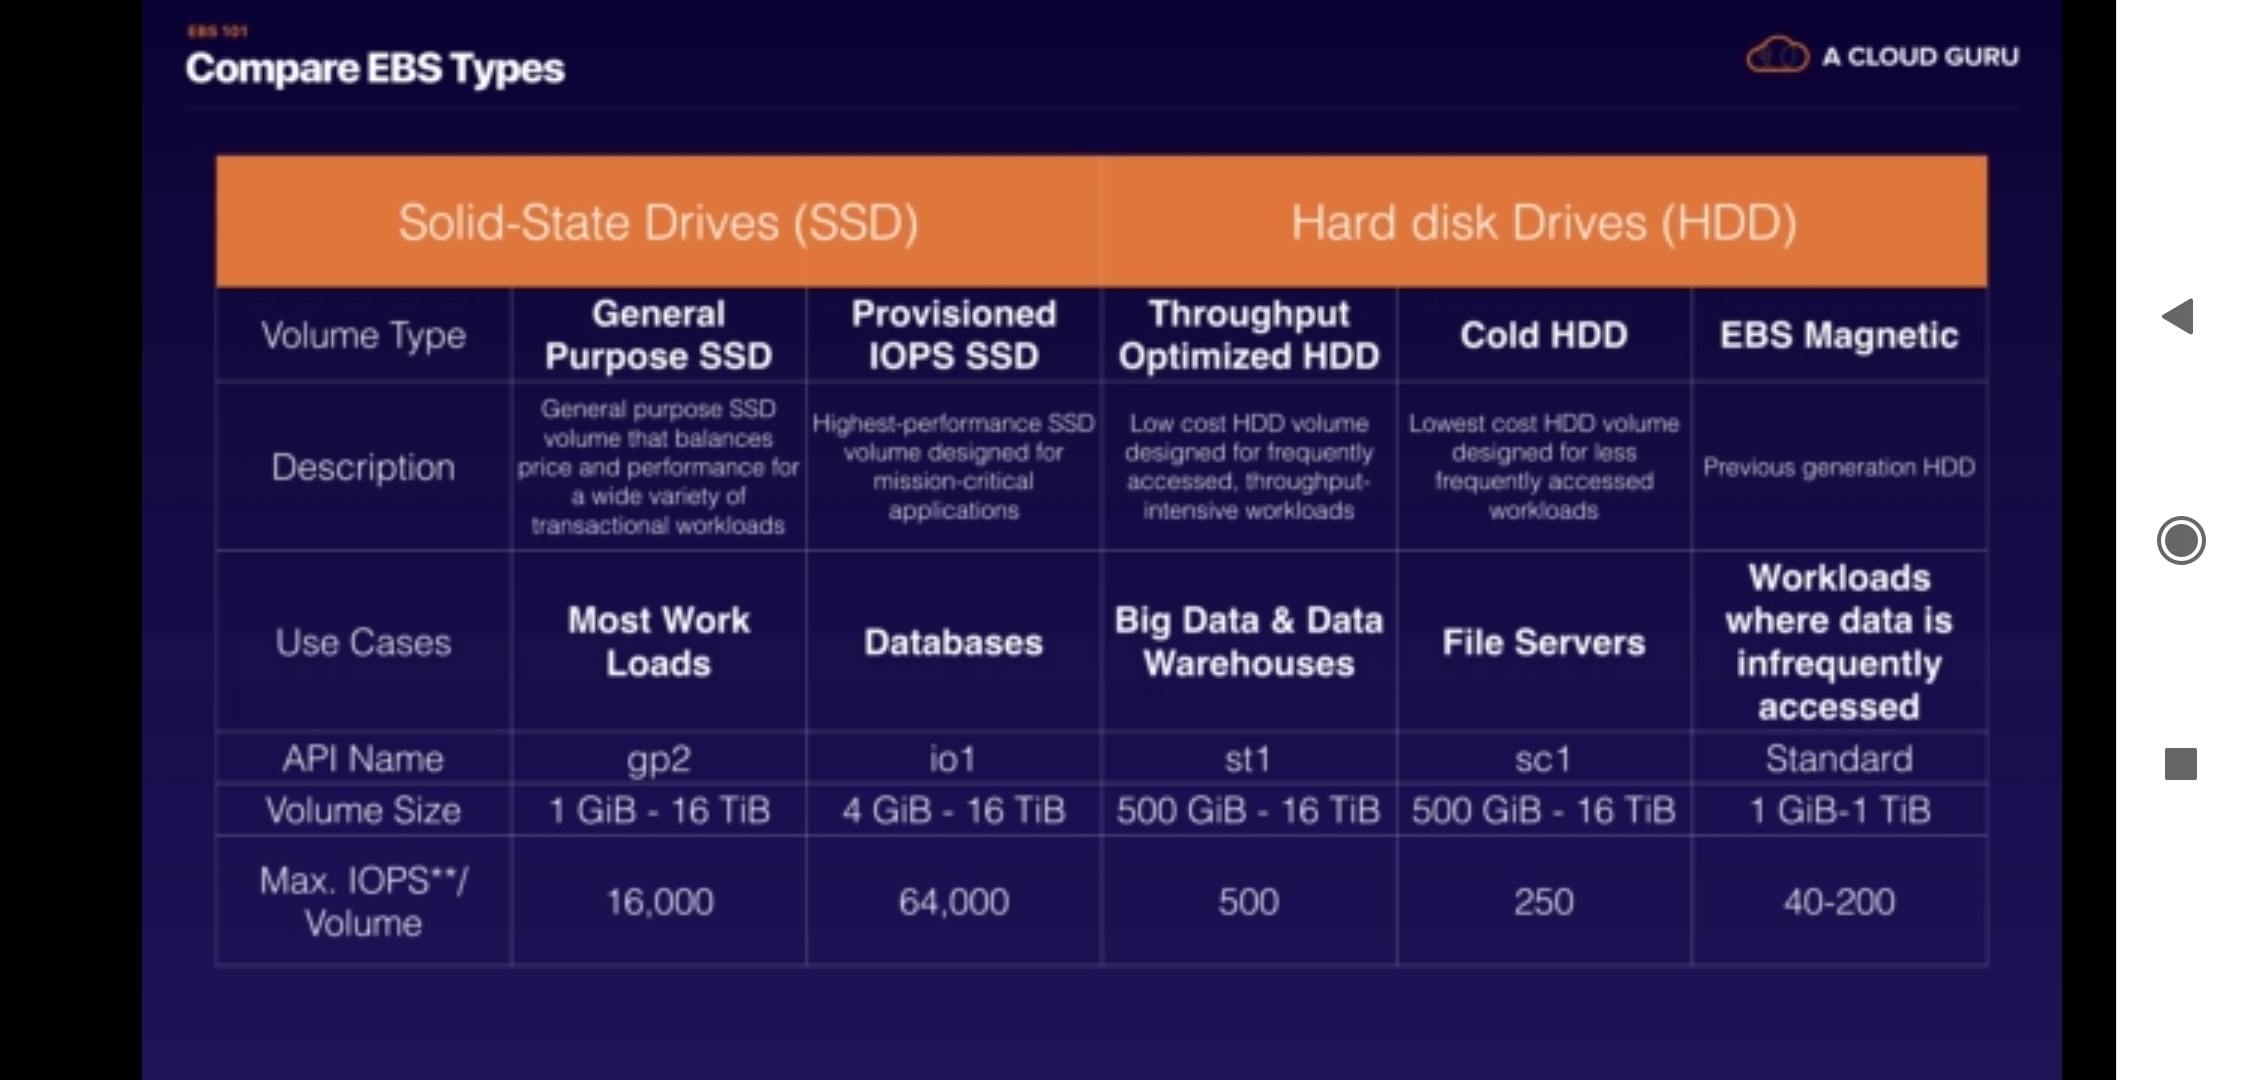 EBS 101
Compare EBS Types
A CLOUD GURU
Solid-State Drives (SSD)
Hard disk Drives (HDD)
Volume Type
General
Purpose SSD
Provisioned
IOPS SSD
Throughput
Optimized HDD
Cold HDD
EBS Magnetic
Description
General purpose SSD
volume that balances
price and performance for
a wide variety of
transactional workloads
Highest-performance SSD
volume designed for
mission-critical
applications
Low cost HDD volume
designed for frequently
accessed, throughput-
intensive workloads
Lowest cost HDD volume
designed for less
frequently accessed
workloads
Previous generation HDD
Use Cases
Most Work
Loads
Databases
Big Data & Data
Warehouses
File Servers
Workloads
where data is
infrequently
accessed
API Name
gp2
io1
st1
sc1
Standard
Volume Size
1 GiB - 16 TiB
4 GiB - 16 TiB
500 GiB - 16 TiB
500 GiB - 16 TiB
1 GiB-1 TiB
Max. IOPS**/
Volume
16,000
64,000
500
250
40-200